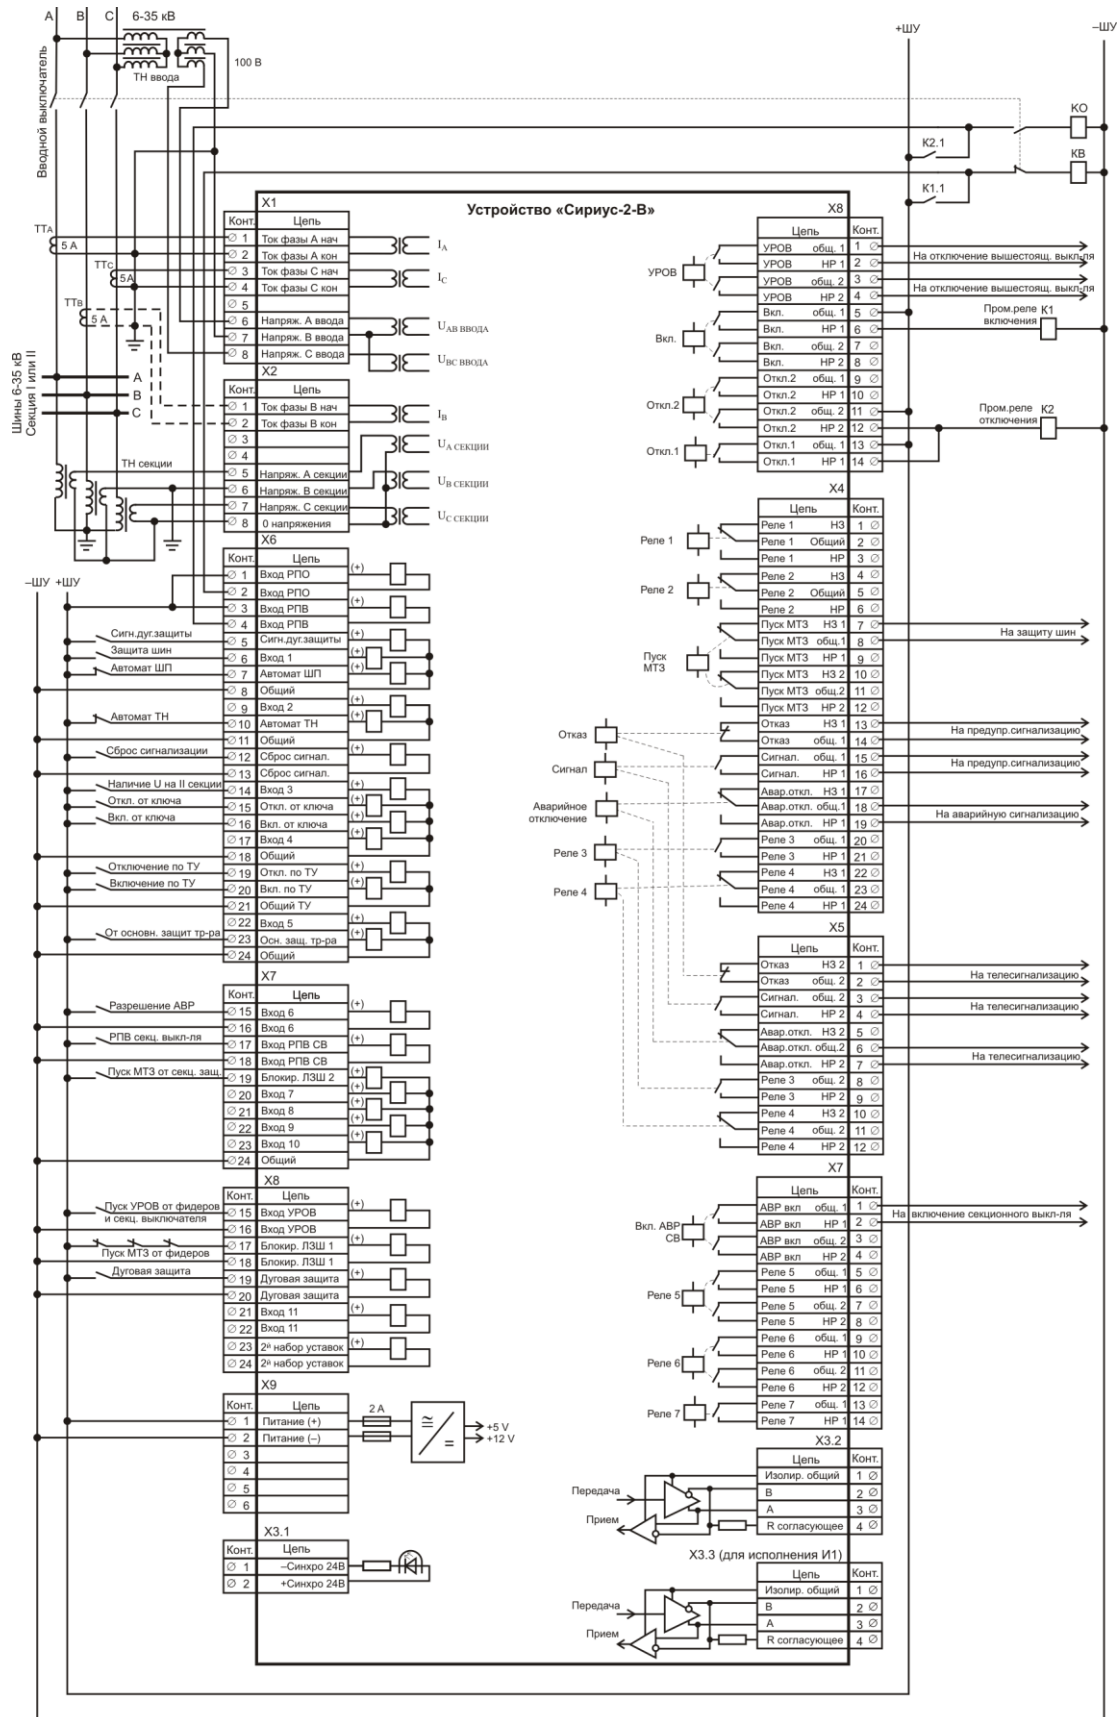 А В С 6-35 кВ
100 В
ТН ввода
Вводной выключатель
ТТА
5 А
ТТС
5А
ТТВ
5 А
Шины 6-35 кВ
Секция I или II
А
В
С
ТН секции
–ШУ +ШУ
+ШУ
–ШУ
КО
К2.1
КВ
К1.1
Устройство «Сириус-2-В»
X1
Конт. Цепь
1 Ток фазы А нач
2 Ток фазы А кон
3 Ток фазы С нач
4 Ток фазы С кон
5
6 Напряж. А ввода
7 Напряж. В ввода
8 Напряж. С ввода
IА
IС
UАВ ВВОДА
UВС ВВОДА
X2
Конт. Цепь
1 Ток фазы В нач
2 Ток фазы В кон
3
4
5 Напряж. А секции
6 Напряж. В секции
7 Напряж. С секции
8 0 напряжения
IВ
UА СЕКЦИИ
UВ СЕКЦИИ
UС СЕКЦИИ
X6
Конт. Цепь
1 Вход РПО (+)
2 Вход РПО
3 Вход РПВ (+)
4 Вход РПВ
Сигн.дуг.защиты 5 Сигн.дуг.защиты (+)
Защита шин 6 Вход 1 (+)
Автомат ШП 7 Автомат ШП (+)
8 Общий
9 Вход 2 (+)
Автомат ТН 10 Автомат ТН (+)
11 Общий
Сброс сигнализации 12 Сброс сигнал. (+)
13 Сброс сигнал.
Наличие U на II секции 14 Вход 3 (+)
Откл. от ключа 15 Откл. от ключа (+)
Вкл. от ключа 16 Вкл. от ключа (+)
17 Вход 4 (+)
18 Общий
Отключение по ТУ 19 Откл. по ТУ (+)
Включение по ТУ 20 Вкл. по ТУ (+)
21 Общий ТУ
22 Вход 5 (+)
От основн. защит тр-ра 23 Осн. защ. тр-ра (+)
24 Общий
X7
Конт. Цепь
Разрешение АВР 15 Вход 6 (+)
16 Вход 6
РПВ секц. выкл-ля 17 Вход РПВ СВ (+)
18 Вход РПВ СВ
Пуск МТЗ от секц. защ. 19 Блокир. ЛЗШ 2 (+)
20 Вход 7 (+)
21 Вход 8 (+)
22 Вход 9 (+)
23 Вход 10 (+)
24 Общий
X8
Конт. Цепь
Пуск УРОВ от фидеров
и секц. выключателя
15 Вход УРОВ (+)
16 Вход УРОВ
17 Блокир. ЛЗШ 1 (+)
Пуск МТЗ от фидеров
18 Блокир. ЛЗШ 1
Дуговая защита 19 Дуговая защита (+)
20 Дуговая защита
21 Вход 11 (+)
22 Вход 11
23 2й набор уставок (+)
24 2й набор уставок
X9
Конт. Цепь
1 Питание (+) 2 А
2 Питание (–)
3
4
5
6
≅
=
+5 V
+12 V
X3.1
Конт. Цепь
1 –Синхро 24В
2 +Синхро 24В
X8
Цепь Конт.
УРОВ
УРОВ общ. 1 1
На отключение вышестоящ. выкл-ля
УРОВ НР 1 2
УРОВ общ. 2 3
На отключение вышестоящ. выкл-ля
УРОВ НР 2 4
Вкл.
Вкл. общ. 1 5
Вкл. НР 1 6
Пром.реле К1
включения
Вкл. общ. 2 7
Вкл. НР 2 8
Откл.2
Откл.2 общ. 1 9
Откл.2 НР 1 10
Откл.2 общ. 2 11
Откл.2 НР 2 12
Пром.реле К2
отключения
Откл.1
Откл.1 общ. 1 13
Откл.1 НР 1 14
X4
Цепь Конт.
Реле 1
Реле 1 НЗ 1
Реле 1 Общий 2
Реле 1 НР 3
Реле 2
Реле 2 НЗ 4
Реле 2 Общий 5
Реле 2 НР 6
Пуск
МТЗ
Пуск МТЗ НЗ 1 7
На защиту шин
Пуск МТЗ общ.1 8
Пуск МТЗ НР 1 9
Пуск МТЗ НЗ 2 10
Пуск МТЗ общ.2 11
Пуск МТЗ НР 2 12
Отказ
Отказ НЗ 1 13
На предупр.сигнализацию
Отказ общ. 1 14
Сигнал
Сигнал. общ. 1 15
На предупр.сигнализацию
Сигнал. НР 1 16
Аварийное
отключение
Авар.откл. НЗ 1 17
Авар.откл. общ.1 18
На аварийную сигнализацию
Авар.откл. НР 1 19
Реле 3
Реле 3 общ. 1 20
Реле 3 НР 1 21
Реле 4
Реле 4 НЗ 1 22
Реле 4 общ. 1 23
Реле 4 НР 1 24
X5
Цепь Конт.
Отказ НЗ 2 1
На телесигнализацию
Отказ общ. 2 2
Сигнал. общ. 2 3
На телесигнализацию
Сигнал. НР 2 4
Авар.откл. НЗ 2 5
Авар.откл. общ.2 6
На телесигнализацию
Авар.откл. НР 2 7
Реле 3 общ. 2 8
Реле 3 НР 2 9
Реле 4 НЗ 2 10
Реле 4 общ. 2 11
Реле 4 НР 2 12
X7
Цепь Конт.
Вкл. АВР
СВ
АВР вкл общ. 1 1
На включение секционного выкл-ля
АВР вкл НР 1 2
АВР вкл общ. 2 3
АВР вкл НР 2 4
Реле 5
Реле 5 общ. 1 5
Реле 5 НР 1 6
Реле 5 общ. 2 7
Реле 5 НР 2 8
Реле 6
Реле 6 общ. 1 9
Реле 6 НР 1 10
Реле 6 общ. 2 11
Реле 6 НР 2 12
Реле 7
Реле 7 общ. 1 13
Реле 7 НР 1 14
X3.2
Цепь Конт.
Передача
Прием
Изолир. общий 1
В 2
А 3
R согласующее 4
X3.3 (для исполнения И1)
Цепь Конт.
Передача
Прием
Изолир. общий 1
В 2
А 3
R согласующее 4